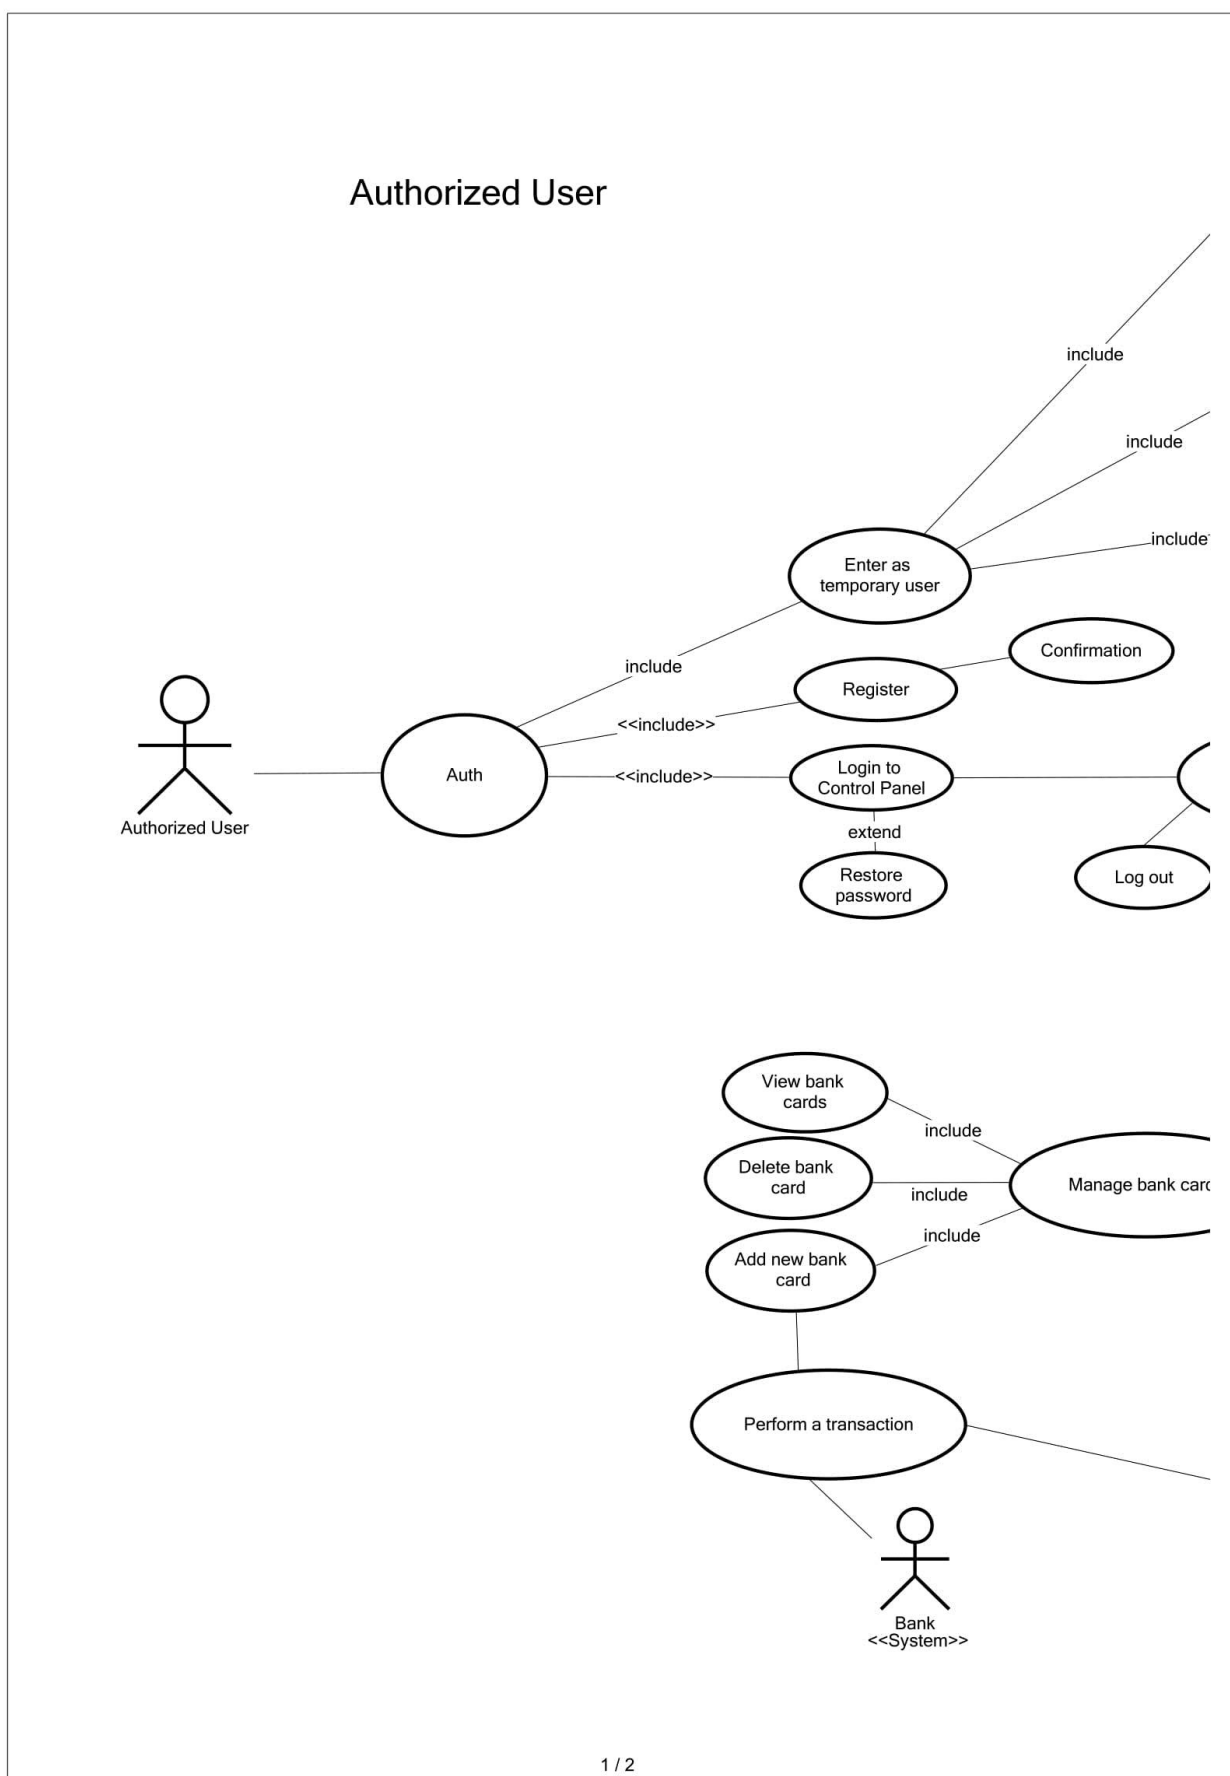 Authorized User
include
include
include
Enter as
temporary user
Confirmation
include
Register
<<include>>
Auth
<<include>>
Login to
Control Panel
Authorized User
extend
Restore
password
Log out
View bank
cards
include
Delete bank
card
include
Manage bank
include
Add new bank
card
Perform a transaction
Bank
<<System>>
1 / 2